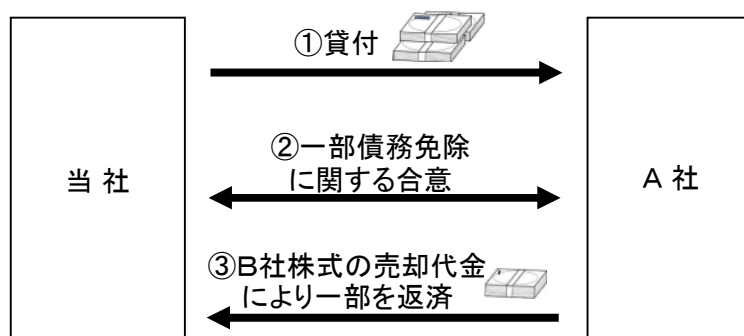 ①貸付
②一部債務免除
に関する合意
当 社
A 社
③B社株式の売却代金
により一部を返済